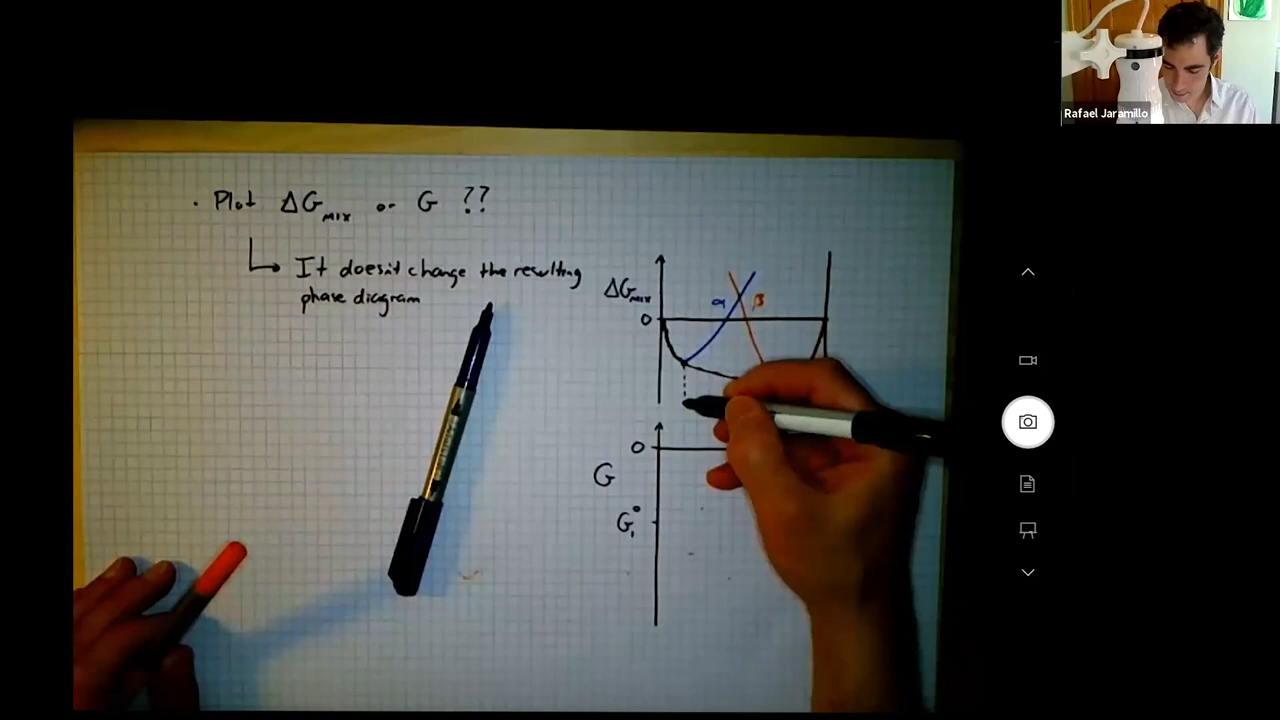 · Plot ΔG_MIX or G ??
↳ It doesn't change the resulting
phase diagram
ΔG_MIX
α
β
0
0
G
G₁°
Rafael Jaramillo